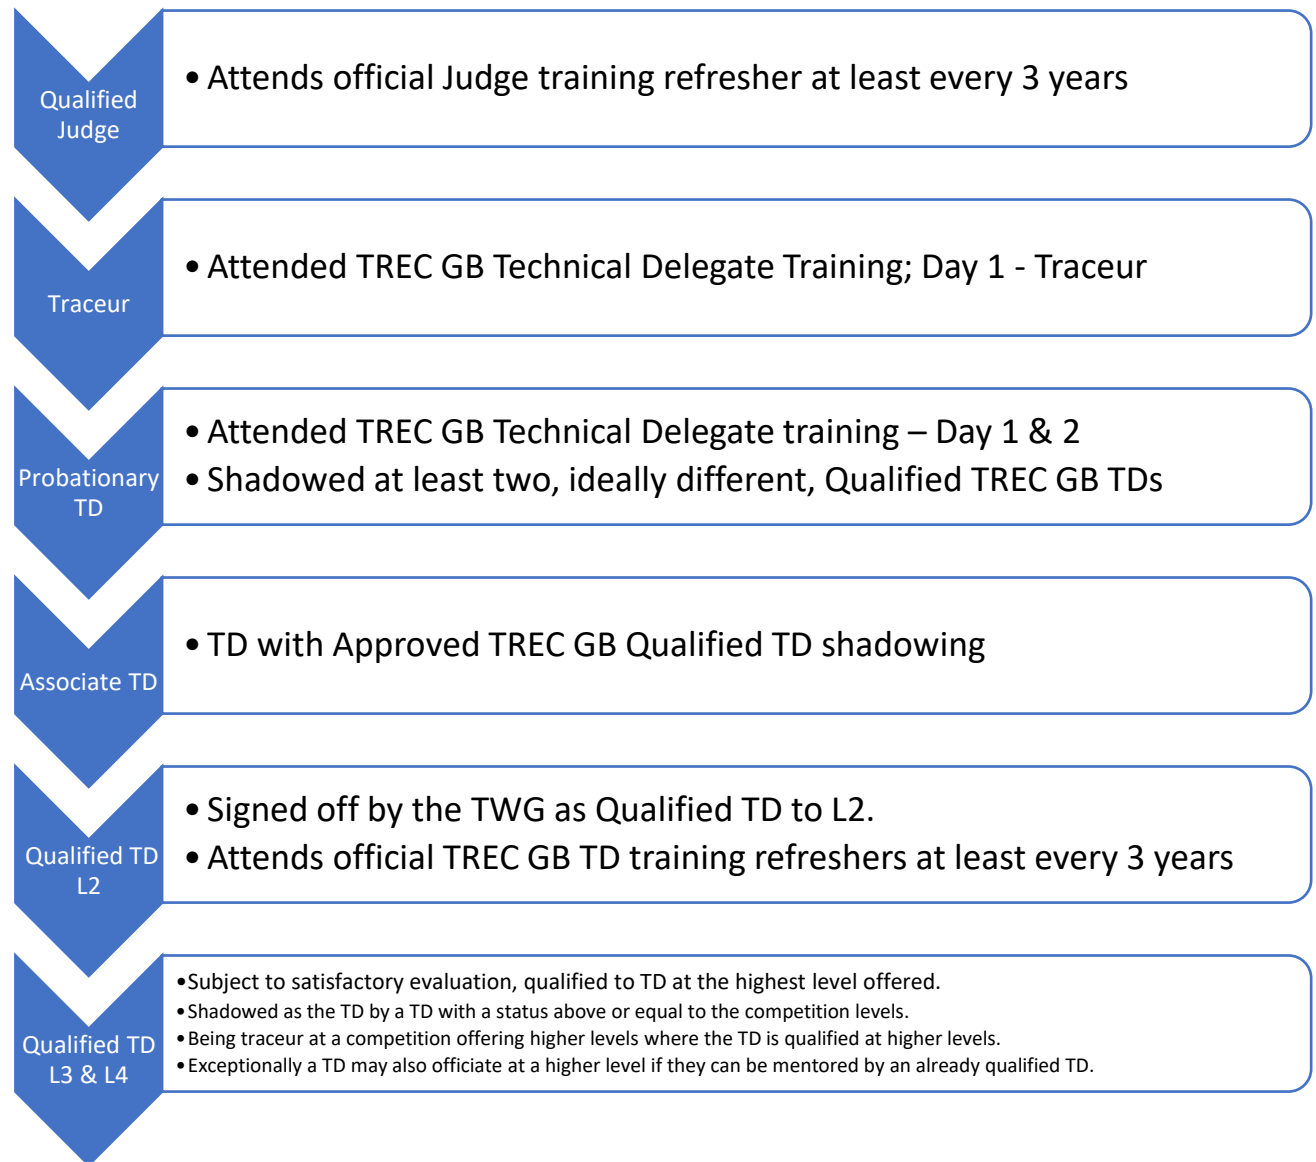 Qualified
Judge
• Attends official Judge training refresher at least every 3 years
Traceur
• Attended TREC GB Technical Delegate Training; Day 1 - Traceur
Probationary
TD
• Attended TREC GB Technical Delegate training – Day 1 & 2
• Shadowed at least two, ideally different, Qualified TREC GB TDs
Associate TD
• TD with Approved TREC GB Qualified TD shadowing
Qualified TD
L2
• Signed off by the TWG as Qualified TD to L2.
• Attends official TREC GB TD training refreshers at least every 3 years
Qualified TD
L3 & L4
•Subject to satisfactory evaluation, qualified to TD at the highest level offered.
•Shadowed as the TD by a TD with a status above or equal to the competition levels.
•Being traceur at a competition offering higher levels where the TD is qualified at higher levels.
•Exceptionally a TD may also officiate at a higher level if they can be mentored by an already qualified TD.